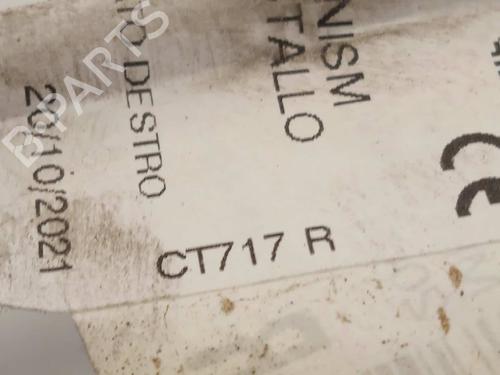 NISM
TALLO
O DESTRO
20/10/2021
CT717 R
CE
B-PARTS